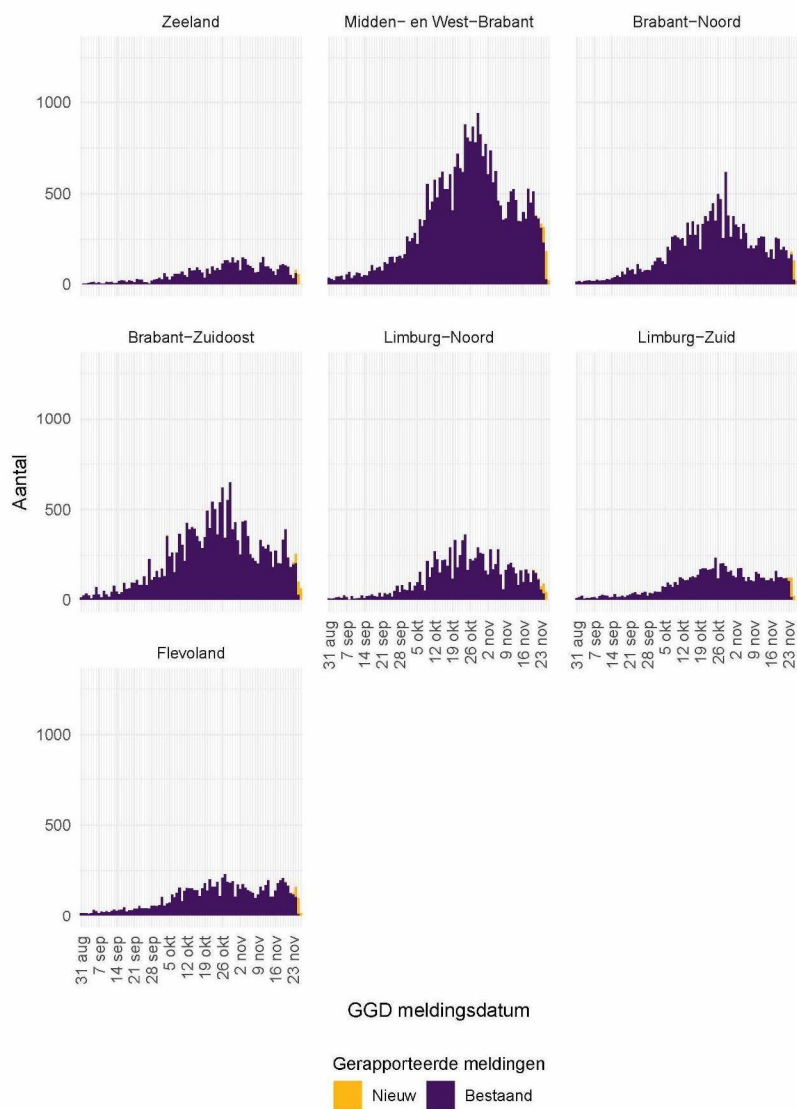 Zeeland
Midden- en West-Brabant
Brabant-Noord
1000
500
0
Brabant-Zuidoost
Limburg-Noord
Limburg-Zuid
1000
500
0
31 aug
7 sep
14 sep
21 sep
28 sep
5 okt
12 okt
19 okt
26 okt
2 nov
9 nov
16 nov
23 nov
31 aug
7 sep
14 sep
21 sep
28 sep
5 okt
12 okt
19 okt
26 okt
2 nov
9 nov
16 nov
23 nov
Flevoland
1000
500
0
31 aug
7 sep
14 sep
21 sep
28 sep
5 okt
12 okt
19 okt
26 okt
2 nov
9 nov
16 nov
23 nov
Aantal
GGD meldingsdatum
Gerapporteerde meldingen
Nieuw
Bestaand